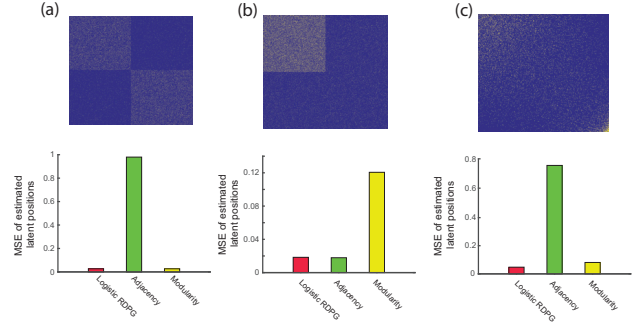 (a) (b) (c)
1
0.8
0.6
0.4
0.2
0
MSE of estimated
latent positions
Logistic RDPG
Adjacency
Modularity
0.12
0.08
0.04
0
MSE of estimated
latent positions
Logistic RDPG
Adjacency
Modularity
0.8
0.6
0.4
0.2
0
MSE of estimated
latent positions
Logistic RDPG
Adjacency
Modularity